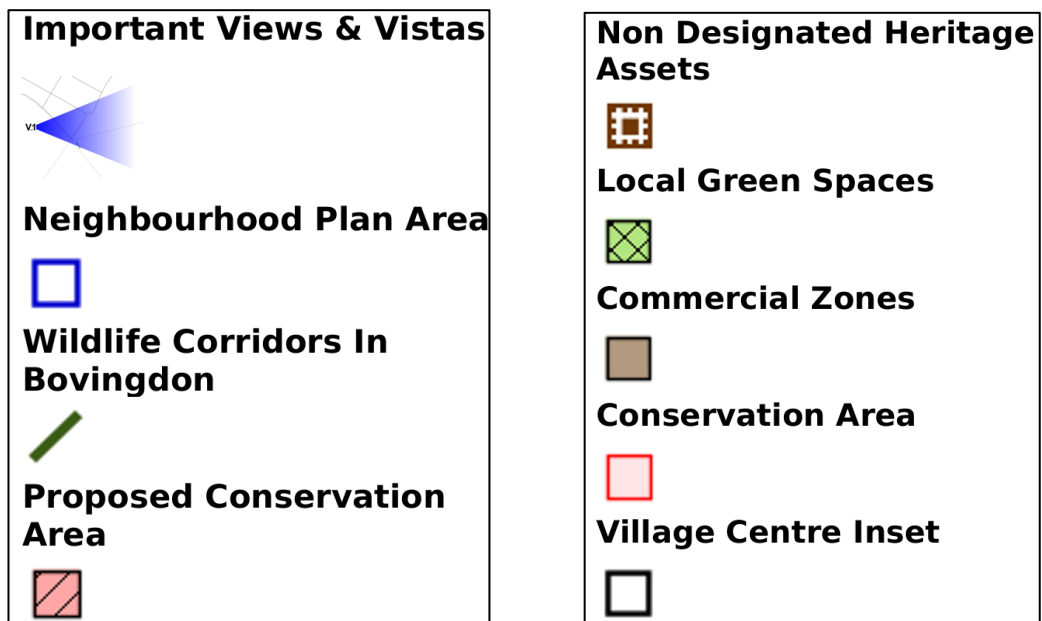 Important Views & Vistas
V.1
Neighbourhood Plan Area
Wildlife Corridors In
Bovingdon
Proposed Conservation
Area
Non Designated Heritage
Assets
Local Green Spaces
Commercial Zones
Conservation Area
Village Centre Inset